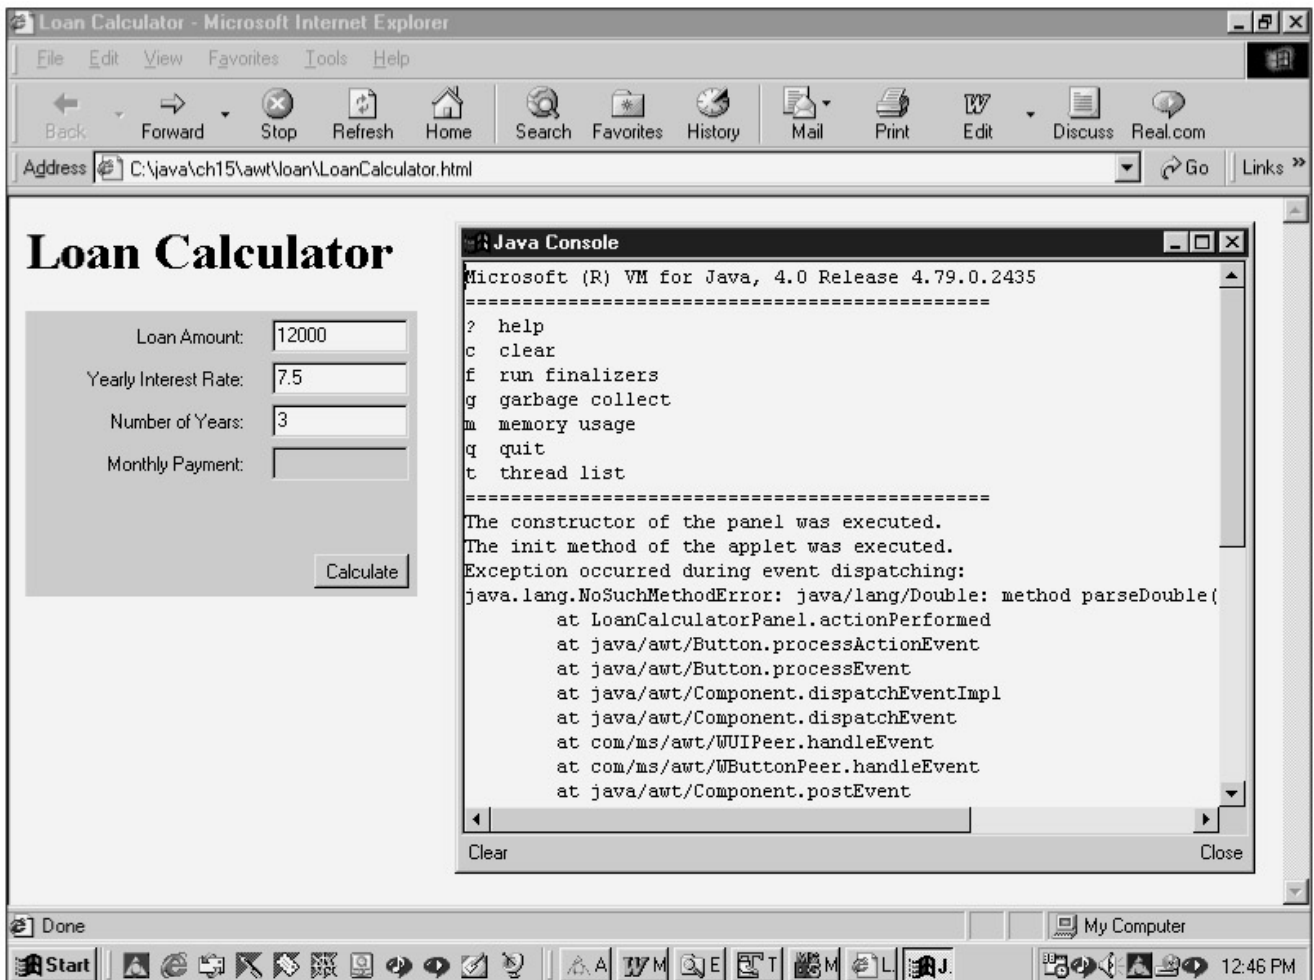 Loan Calculator - Microsoft Internet Explorer
File Edit View Favorites Tools Help
Back Forward Stop Refresh Home Search Favorites History Mail Print Edit Discuss Real.com
Address C:\java\ch15\awt\loan\LoanCalculator.html Go Links »
Loan Calculator
Loan Amount: 12000
Yearly Interest Rate: 7.5
Number of Years: 3
Monthly Payment:
Calculate
Java Console
Microsoft (R) VM for Java, 4.0 Release 4.79.0.2435
==============================================
? help
c clear
f run finalizers
g garbage collect
m memory usage
q quit
t thread list
==============================================
The constructor of the panel was executed.
The init method of the applet was executed.
Exception occurred during event dispatching:
java.lang.NoSuchMethodError: java/lang/Double: method parseDouble(
at LoanCalculatorPanel.actionPerformed
at java/awt/Button.processActionEvent
at java/awt/Button.processEvent
at java/awt/Component.dispatchEventImpl
at java/awt/Component.dispatchEvent
at com/ms/awt/WUIPeer.handleEvent
at com/ms/awt/WButtonPeer.handleEvent
at java/awt/Component.postEvent
Clear Close
Done My Computer
Start A M E T M L J. 12:46 PM